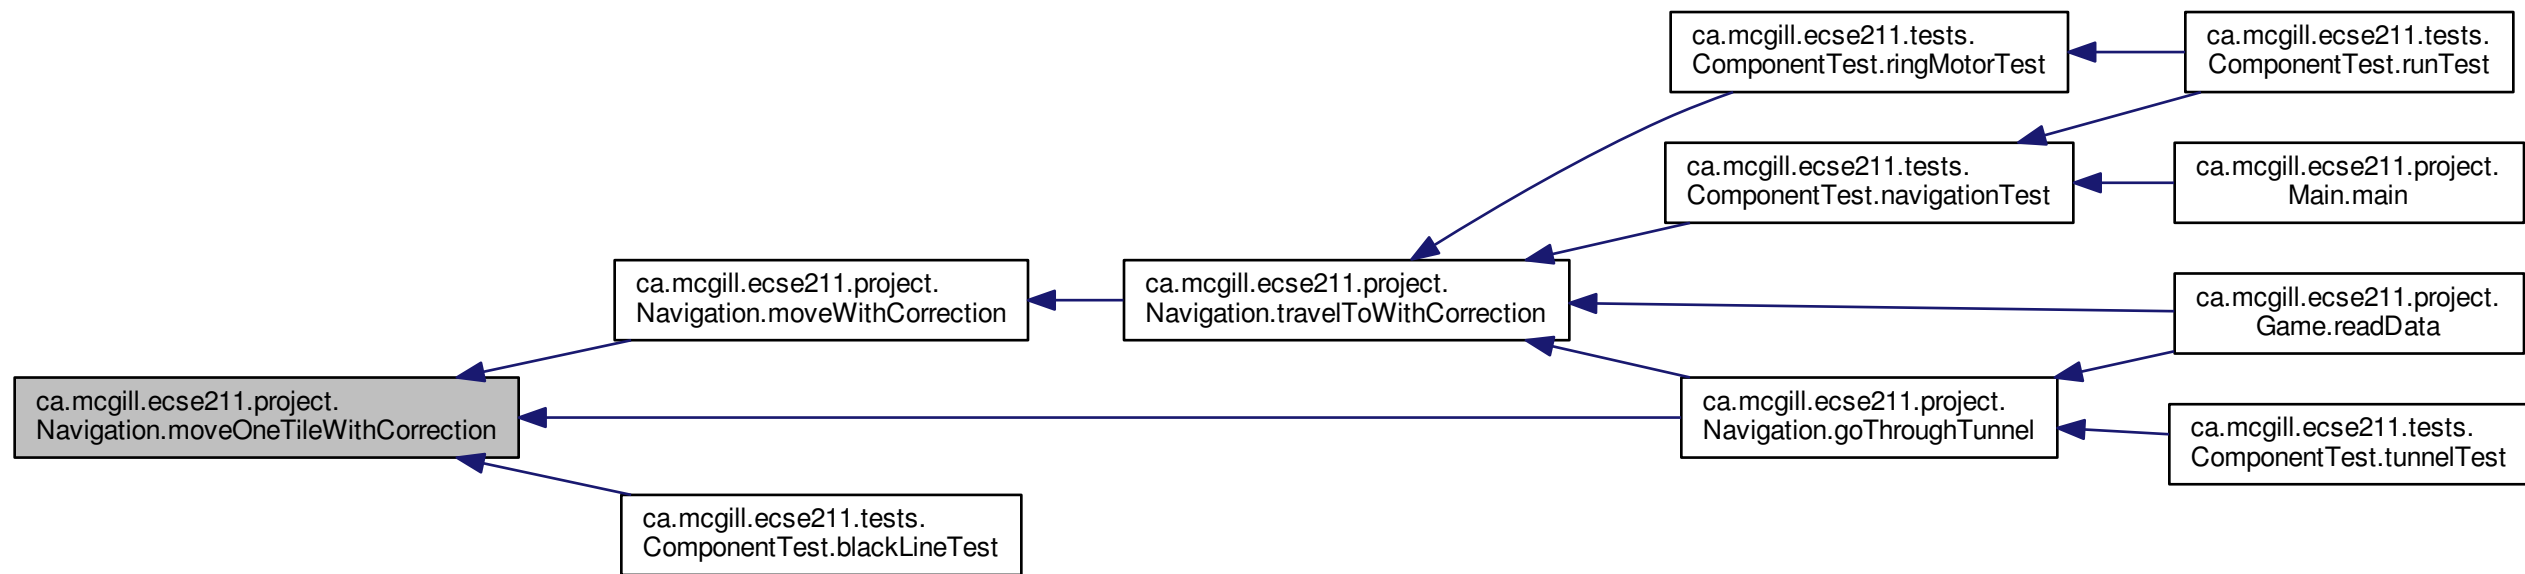 ca.mcgill.ecse211.tests.
ComponentTest.ringMotorTest
ca.mcgill.ecse211.tests.
ComponentTest.runTest
ca.mcgill.ecse211.tests.
ComponentTest.navigationTest
ca.mcgill.ecse211.project.
Main.main
ca.mcgill.ecse211.project.
Navigation.moveWithCorrection
ca.mcgill.ecse211.project.
Navigation.travelToWithCorrection
ca.mcgill.ecse211.project.
Game.readData
ca.mcgill.ecse211.project.
Navigation.moveOneTileWithCorrection
ca.mcgill.ecse211.project.
Navigation.goThroughTunnel
ca.mcgill.ecse211.tests.
ComponentTest.tunnelTest
ca.mcgill.ecse211.tests.
ComponentTest.blackLineTest